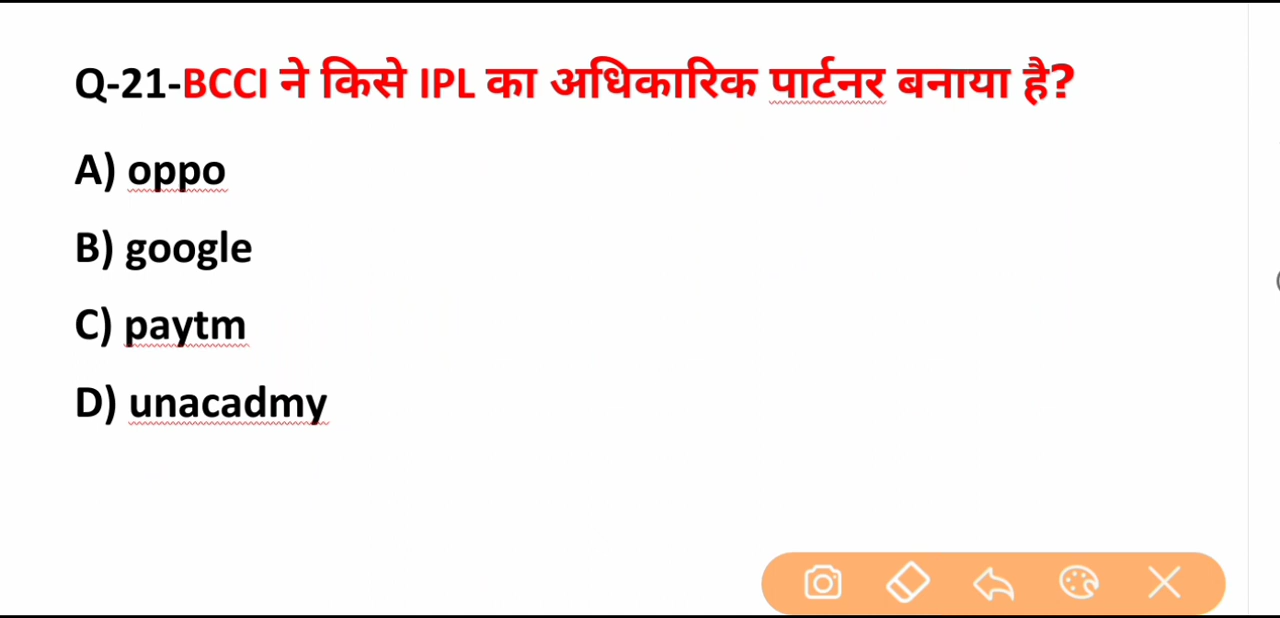 Q-21-BCCI ने किसे IPL का अधिकारिक पार्टनर बनाया है?
A) oppo
B) google
C) paytm
D) unacadmy